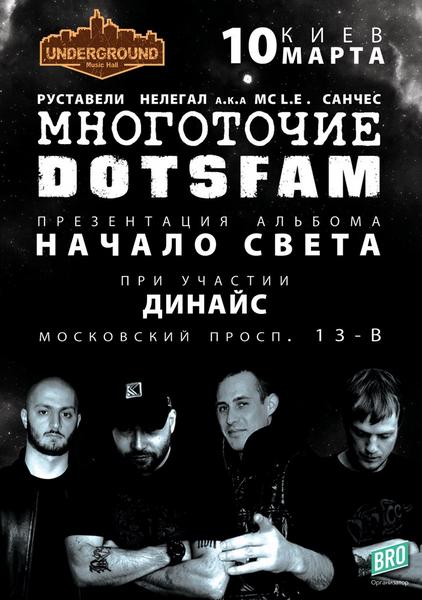 UNDERGROUND
Music Hall
10 КИЕВ
МАРТА
РУСТАВЕЛИ НЕЛЕГАЛ A.K.A MC L.E. САНЧЕС
МНОГОТОЧИЕ
DOTSFAM
ПРЕЗЕНТАЦИЯ АЛЬБОМА
НАЧАЛО СВЕТА
ПРИ УЧАСТИИ
ДИНАЙС
МОСКОВСКИЙ ПРОСП. 13-В
BRO
Организатор